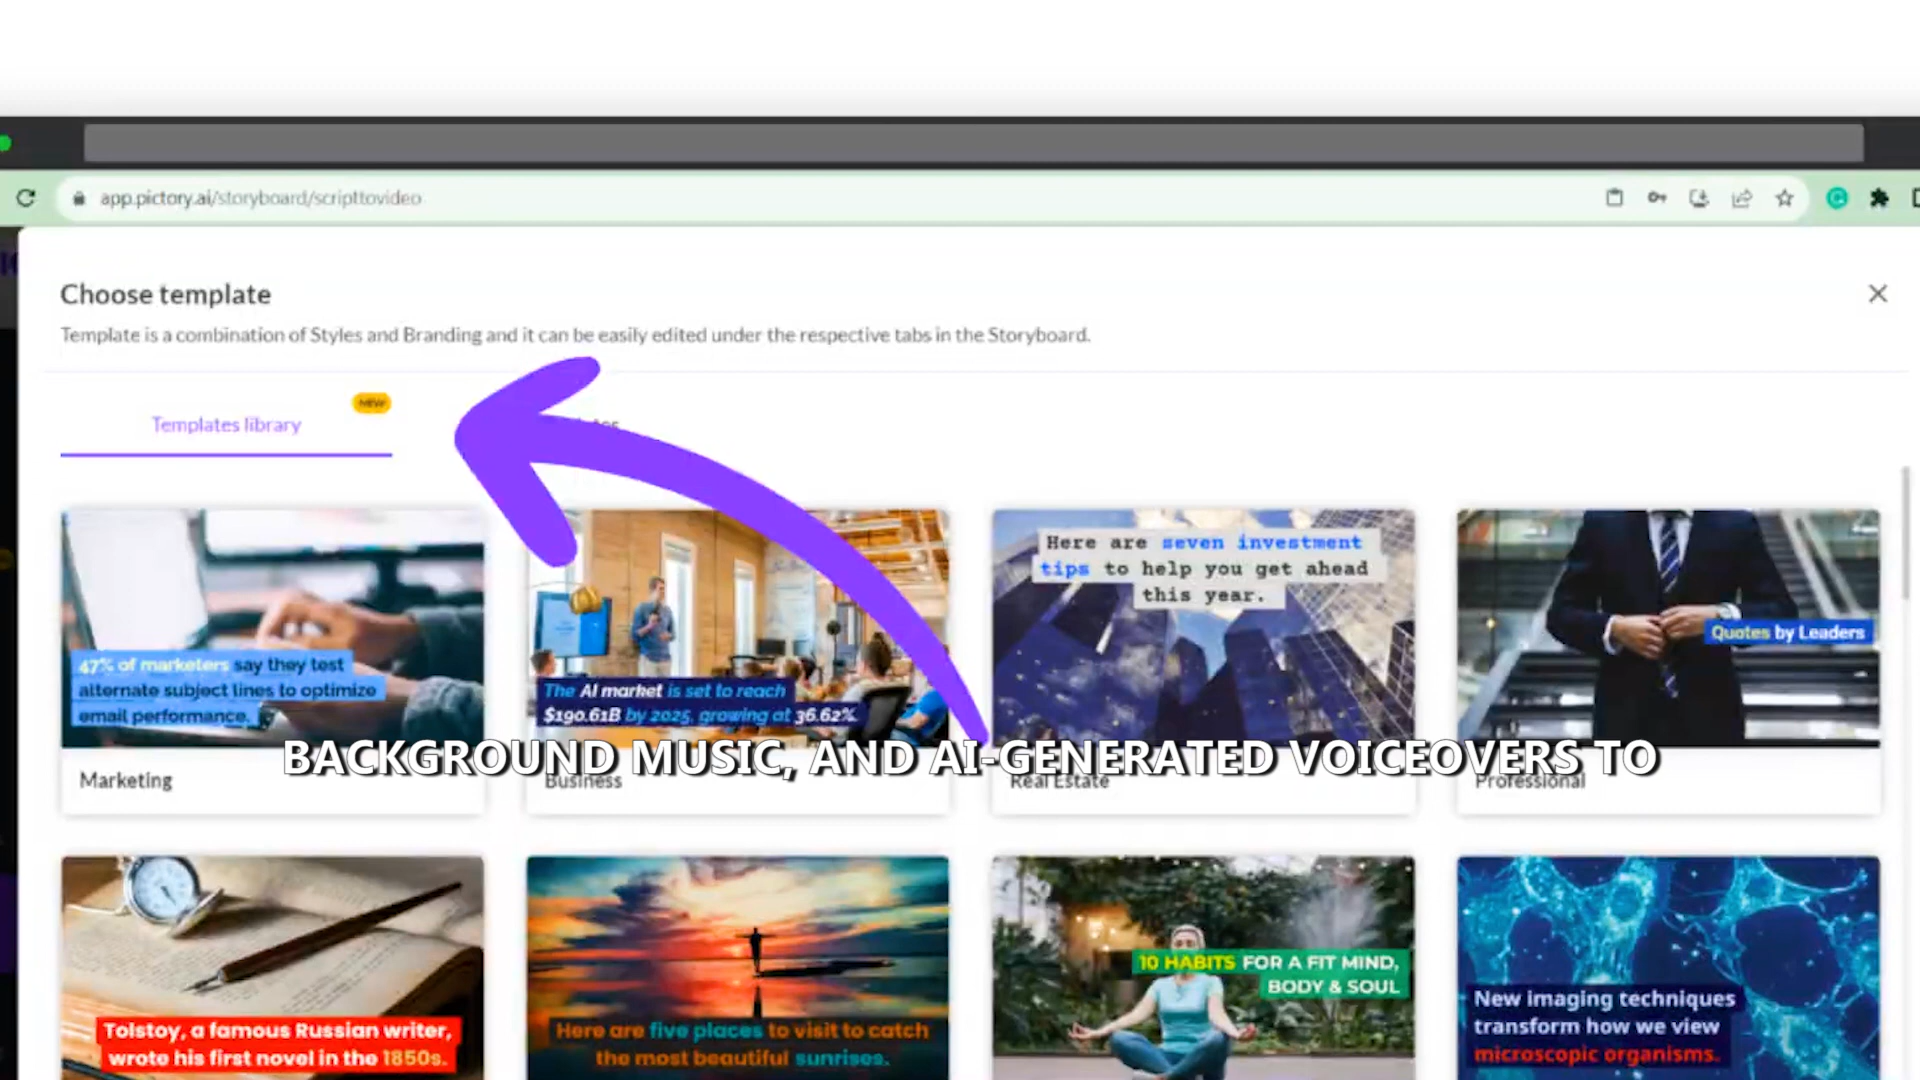 app.pictory.ai/storyboard/scripttovideo
Choose template
Template is a combination of Styles and Branding and it can be easily edited under the respective tabs in the Storyboard.
NEW
Templates library
47% of marketers say they test
alternate subject lines to optimize
email performance.
The AI market is set to reach
$190.61B by 2025, growing at 36.62%.
Here are seven investment
tips to help you get ahead
this year.
Quotes by Leaders
BACKGROUND MUSIC, AND AI-GENERATED VOICEOVERS TO
Marketing
Business
Real Estate
Professional
Tolstoy, a famous Russian writer,
wrote his first novel in the 1850s.
Here are five places to visit to catch
the most beautiful sunrises.
10 HABITS FOR A FIT MIND,
BODY & SOUL
New imaging techniques
transform how we view
microscopic organisms.